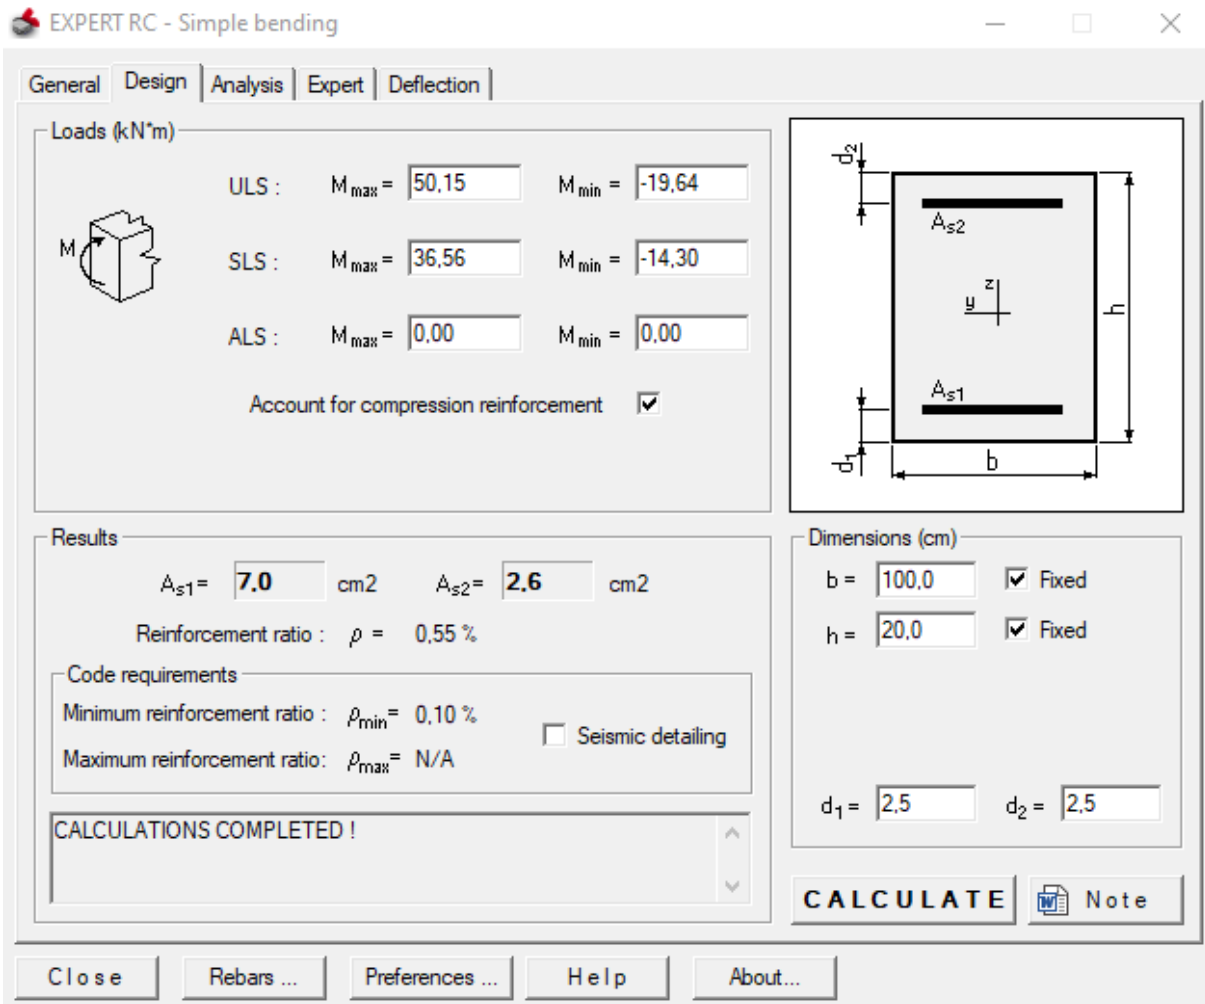 EXPERT RC - Simple bending
General Design Analysis Expert Deflection
Loads (kN*m)
ULS : M max = 50,15 M min = -19,64
SLS : M max = 36,56 M min = -14,30
ALS : M max = 0,00 M min = 0,00
Account for compression reinforcement
M
d2
As2
z
y
h
As1
d1
b
Results
As1= 7,0 cm2 As2= 2,6 cm2
Reinforcement ratio : ρ = 0,55 %
Code requirements
Minimum reinforcement ratio : ρmin= 0,10 %
Seismic detailing
Maximum reinforcement ratio: ρmax= N/A
CALCULATIONS COMPLETED !
Dimensions (cm)
b = 100,0 Fixed
h = 20,0 Fixed
d1 = 2,5 d2 = 2,5
CALCULATE Note
Close Rebars ... Preferences ... Help About...